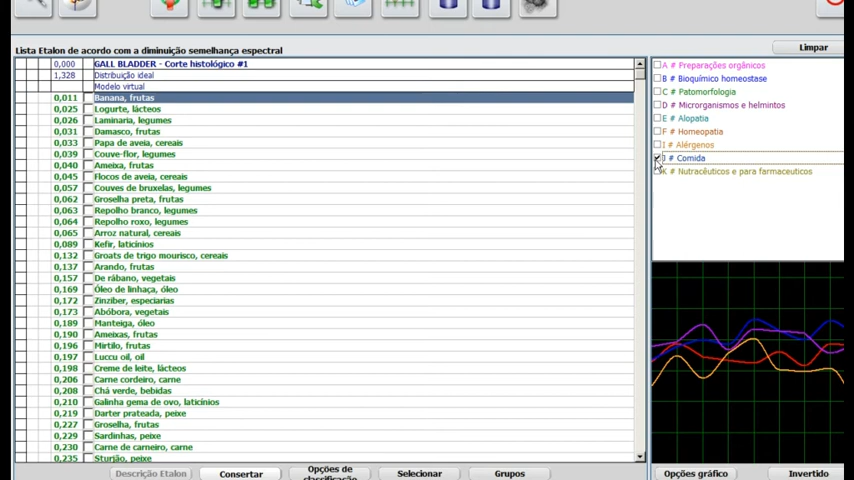 Lista Etalon de acordo com a diminuição semelhança espectral
Limpar
0,000 GALL BLADDER - Corte histológico #1
1,328 Distribuição ideal
Modelo virtual
0,011 Banana, frutas
0,025 Logurte, lácteos
0,026 Laminaria, legumes
0,031 Damasco, frutas
0,033 Papa de aveia, cereais
0,039 Couve-flor, legumes
0,040 Ameixa, frutas
0,045 Flocos de aveia, cereais
0,057 Couves de bruxelas, legumes
0,062 Groselha preta, frutas
0,063 Repolho branco, legumes
0,064 Repolho roxo, legumes
0,065 Arroz natural, cereais
0,089 Kefir, laticínios
0,132 Groats de trigo mourisco, cereais
0,137 Arando, frutas
0,157 De rábano, vegetais
0,169 Óleo de linhaça, óleo
0,172 Zinziber, especiarias
0,173 Abóbora, vegetais
0,189 Manteiga, óleo
0,190 Ameixas, frutas
0,196 Mirtilo, frutas
0,197 Luccu oil, oil
0,198 Creme de leite, lácteos
0,206 Carne cordeiro, carne
0,208 Chá verde, bebidas
0,210 Galinha gema de ovo, laticínios
0,219 Darter prateada, peixe
0,227 Groselha, frutas
0,229 Sardinhas, peixe
0,230 Carne de carneiro, carne
0,235 Sturjão, peixe
A # Preparações orgânicos
B # Bioquímico homeostase
C # Patomorfologia
D # Microrganismos e helmintos
E # Alopatia
F # Homeopatia
I # Alérgenos
J # Comida
K # Nutracêuticos e para farmaceuticos
Descrição Etalon
Consertar
Opções de
classificação
Selecionar
Grupos
Opções gráfico
Invertido